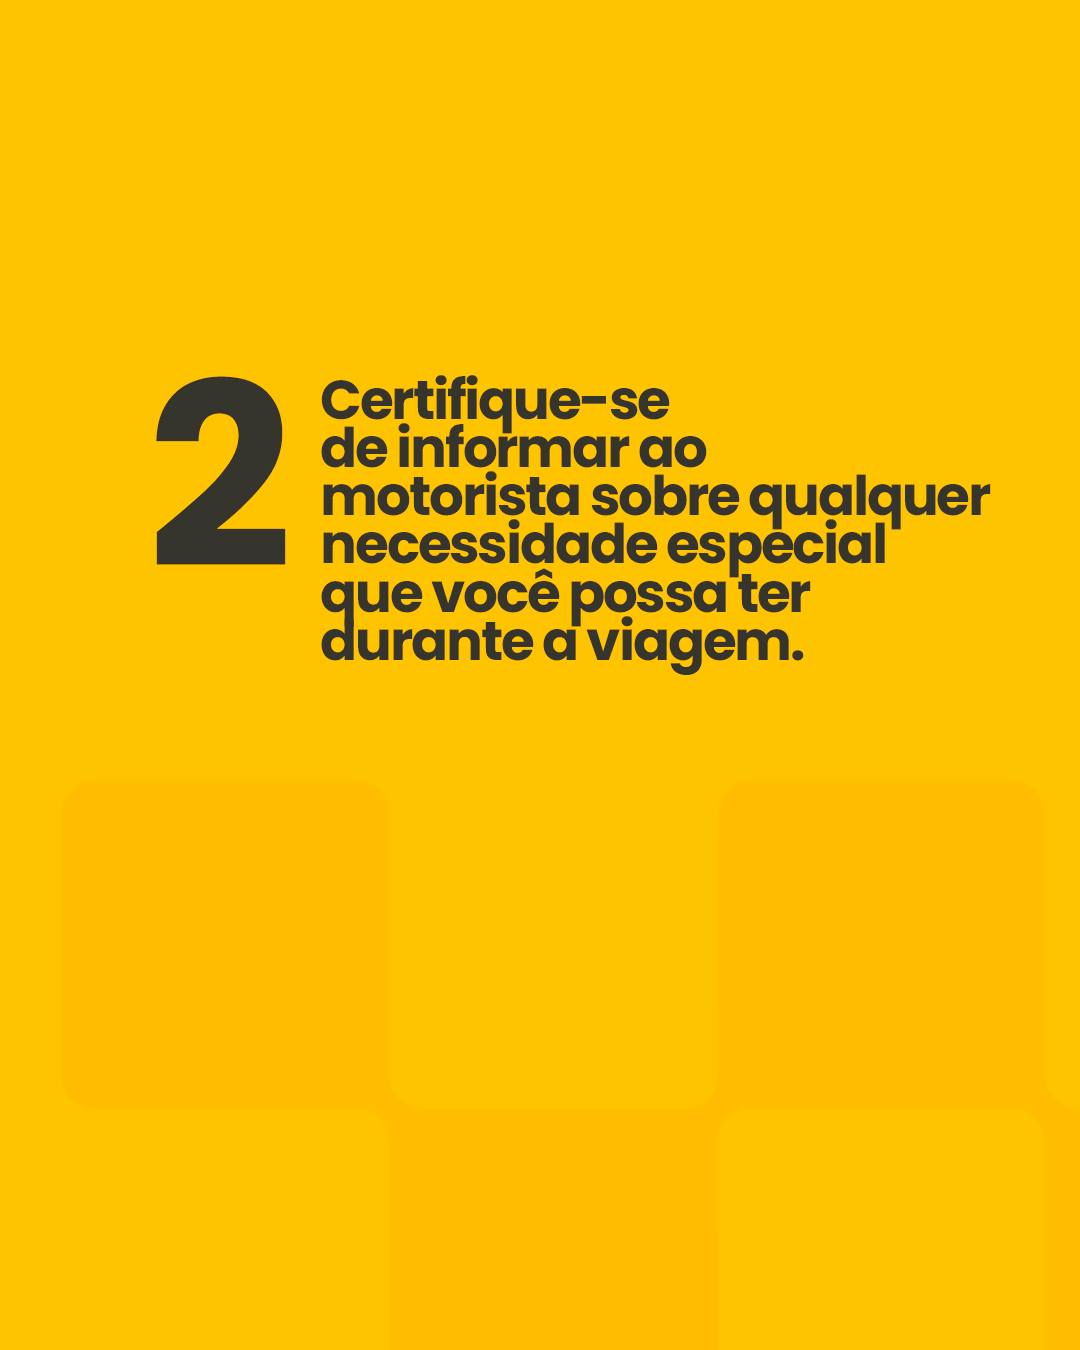 2
Certifique-se
de informar ao
motorista sobre qualquer
necessidade especial
que você possa ter
durante a viagem.